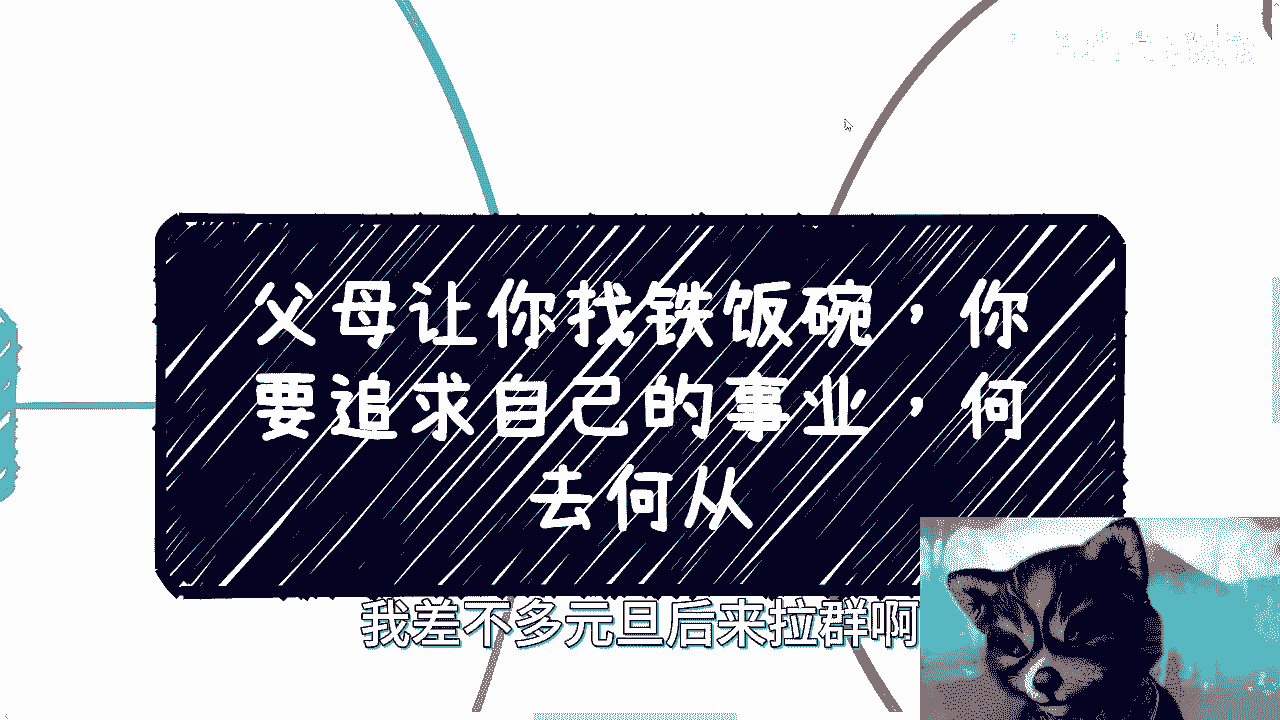 父母让你找铁饭碗，你
要追求自己的事业，何
去何从
我差不多元旦后来拉群啊